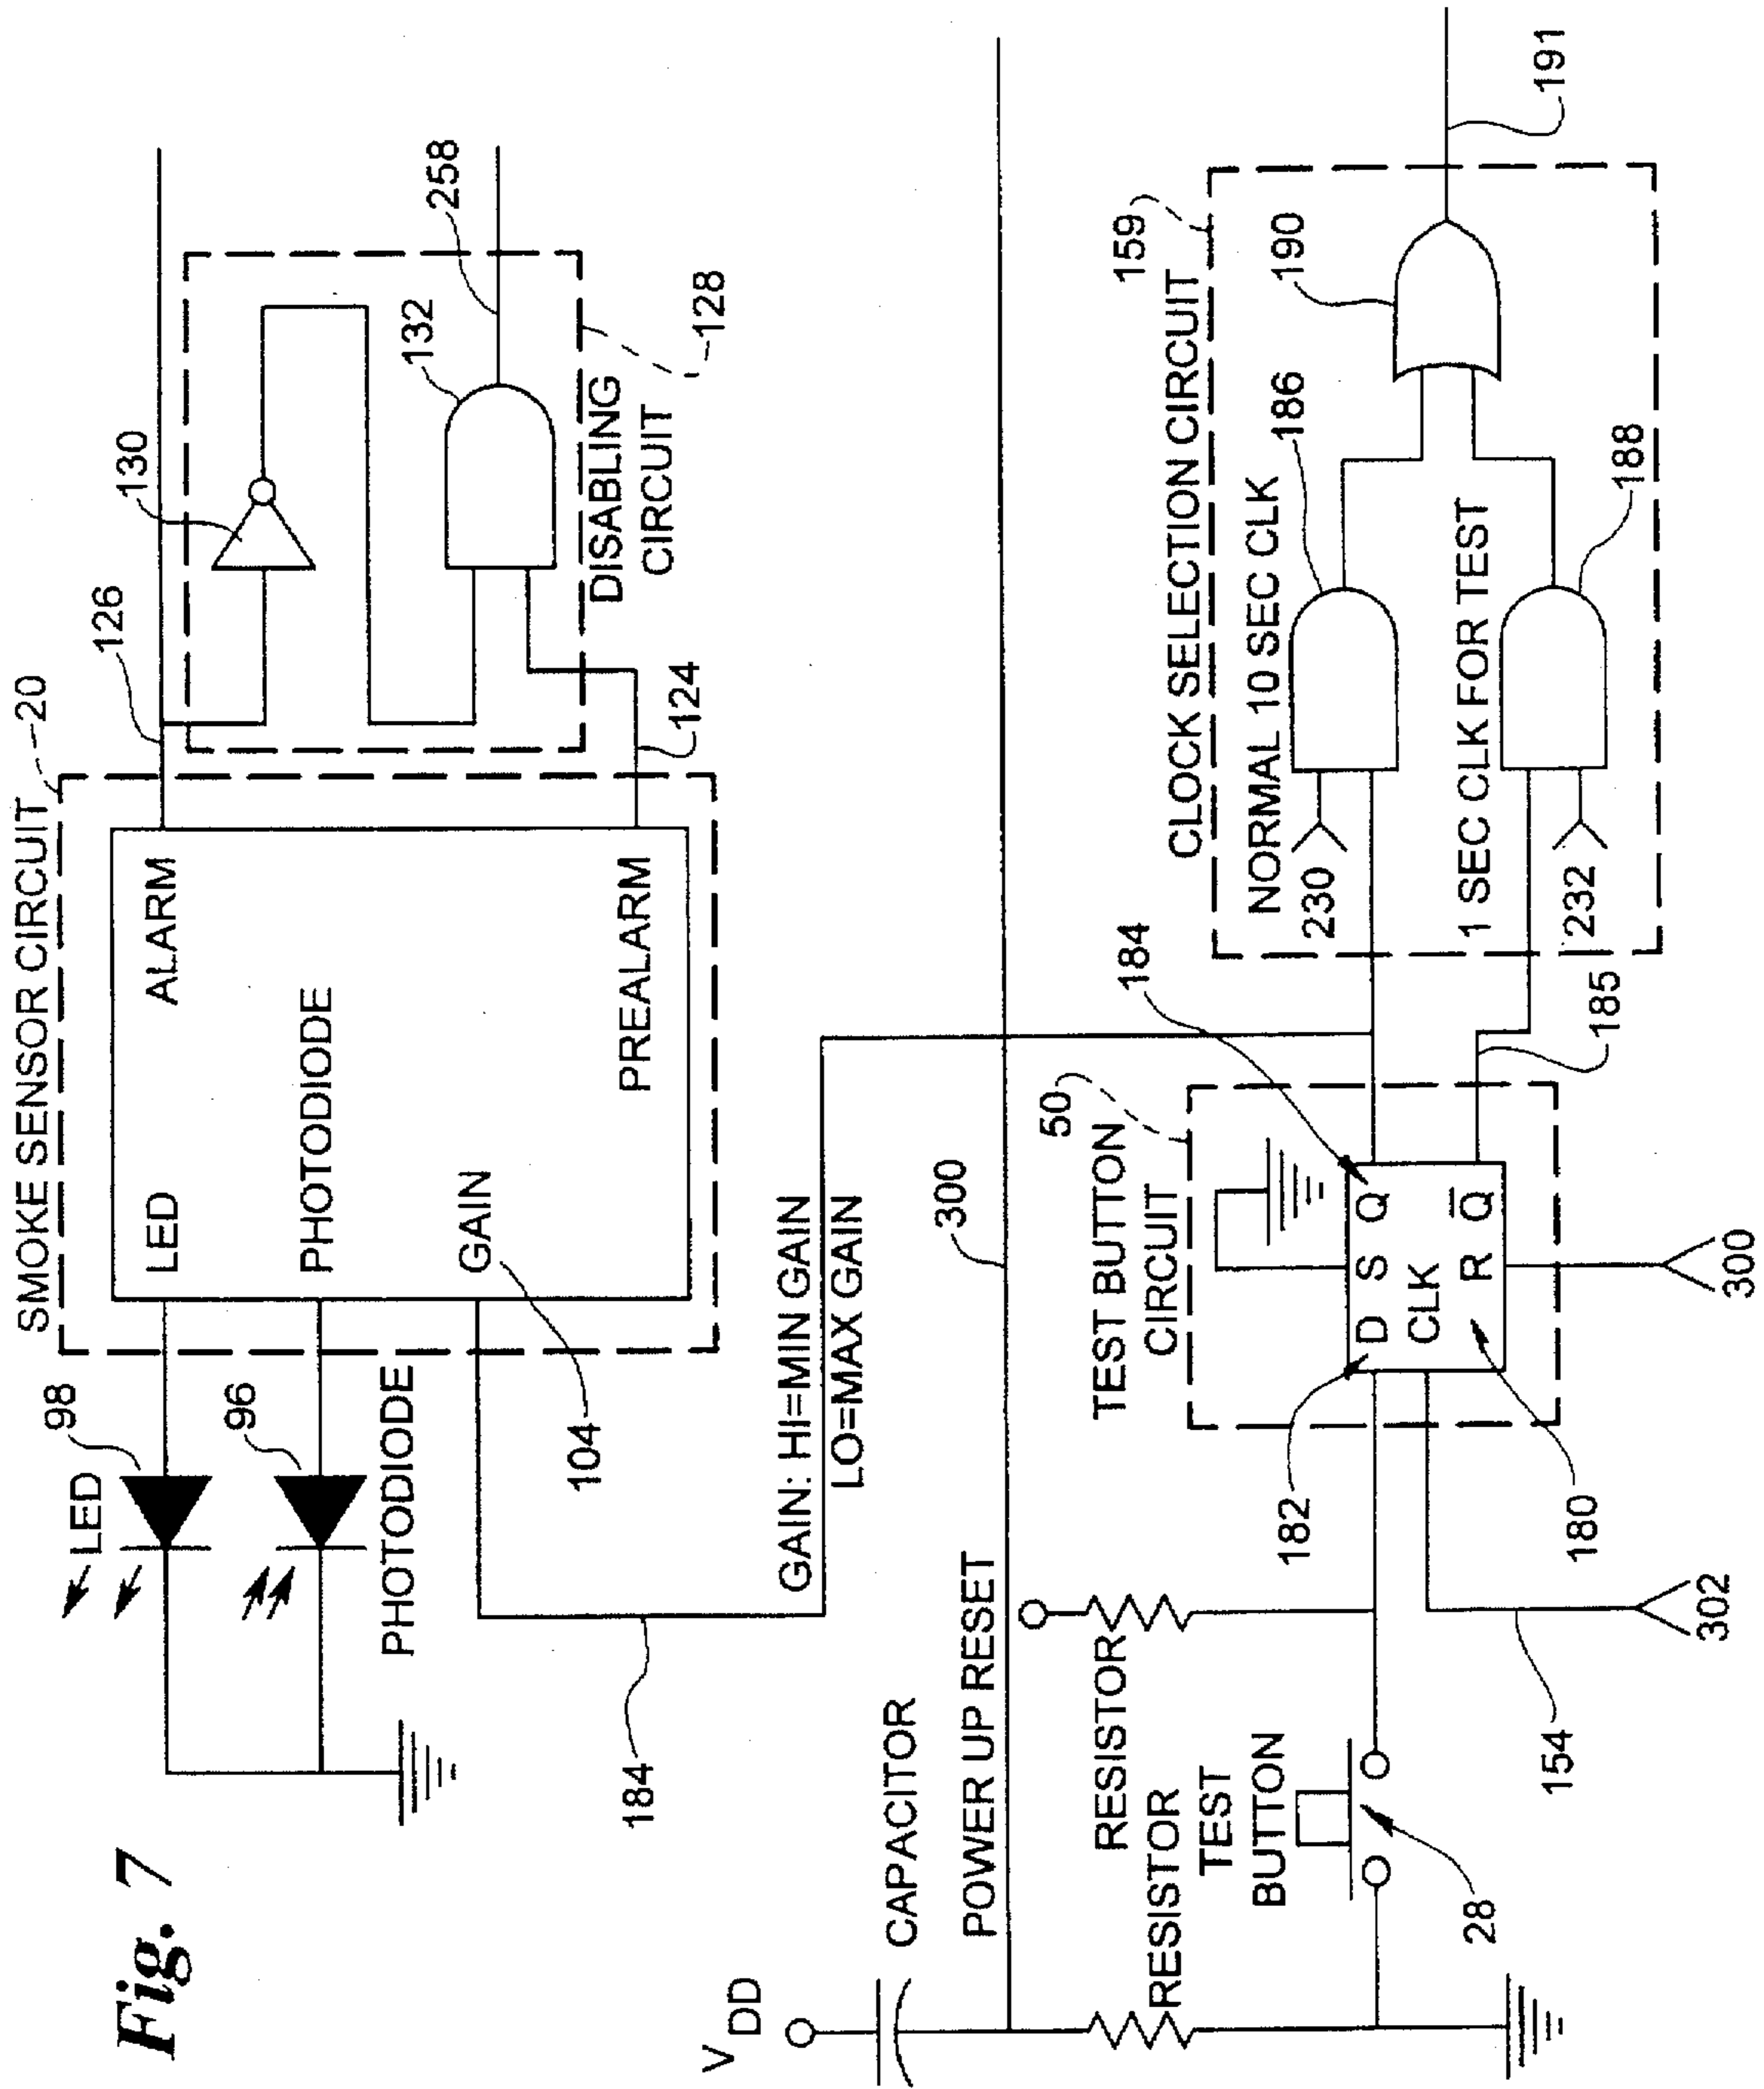 Fig. 7
SMOKE SENSOR CIRCUIT
20
LED
98
96
PHOTODIODE
LED
PHOTODIODE
GAIN
104
ALARM
PREALARM
126
124
130
132
258
128
DISABLING
CIRCUIT
184
GAIN: HI=MIN GAIN
LO=MAX GAIN
V
DD
CAPACITOR
POWER UP RESET
300
RESISTOR
RESISTOR
TEST
BUTTON
28
154
302
TEST BUTTON
CIRCUIT
50
182
180
D S Q
CLK
R Q̅
300
184
185
CLOCK SELECTION CIRCUIT
159
NORMAL 10 SEC CLK
230
186
1 SEC CLK FOR TEST
232
188
190
191